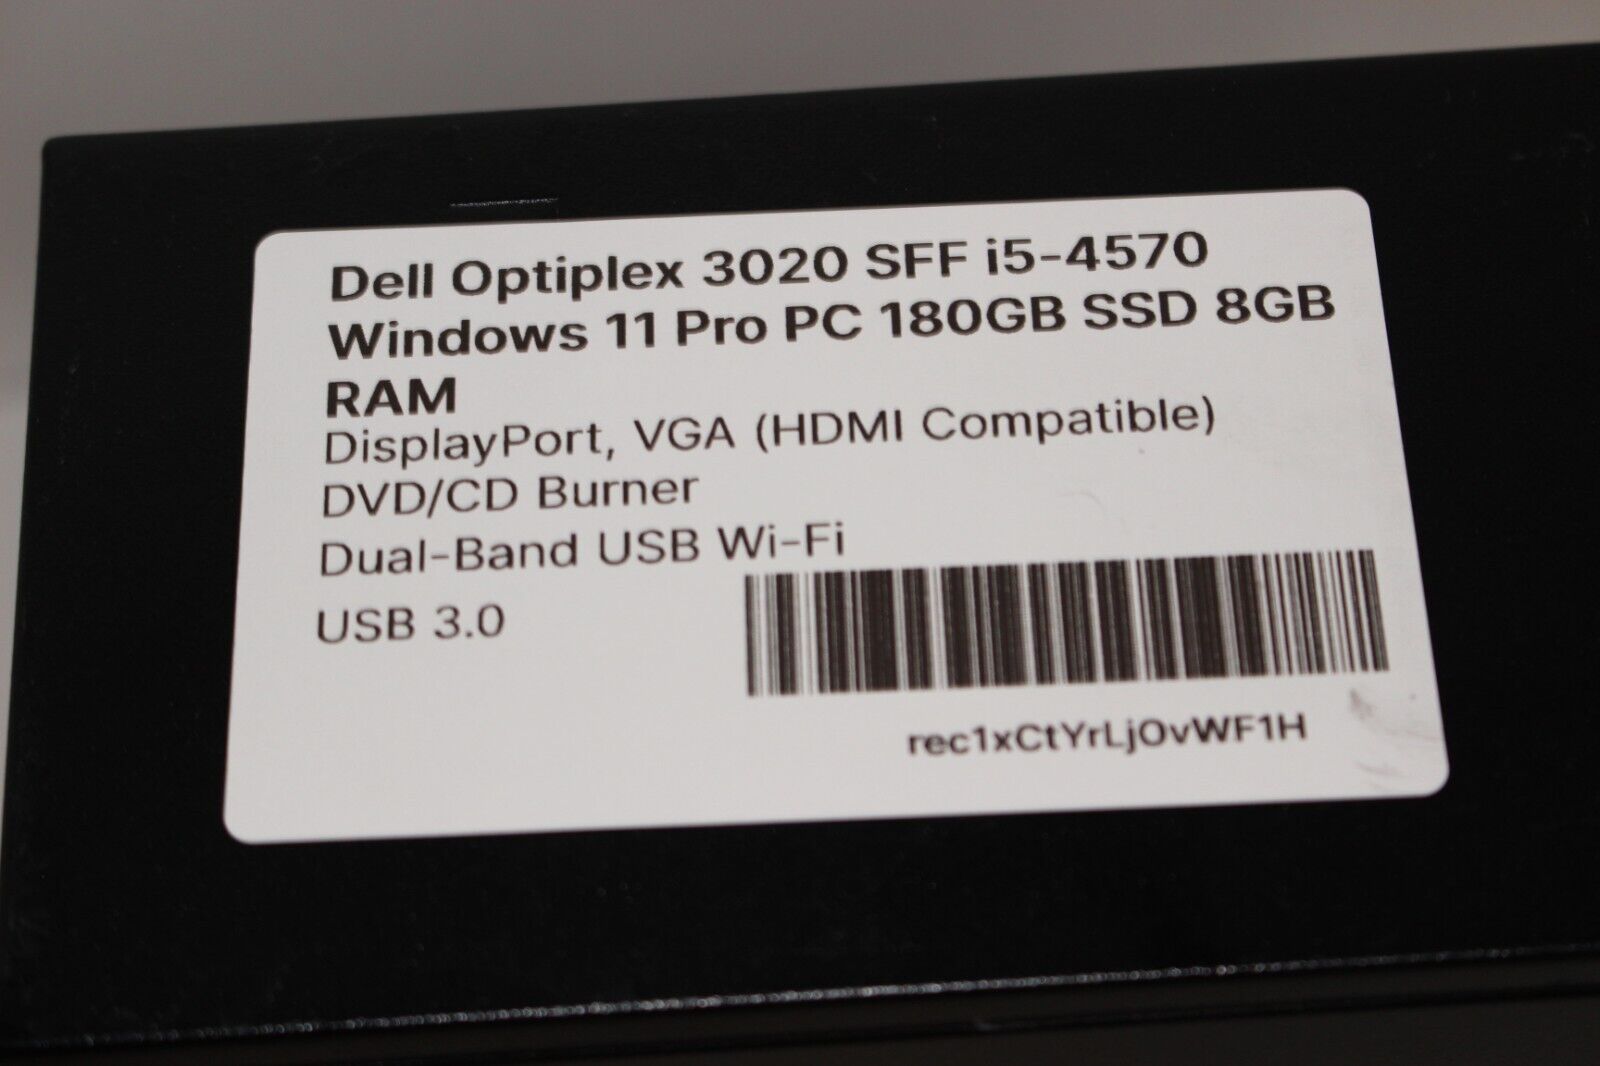 Dell Optiplex 3020 SFF i5-4570
Windows 11 Pro PC 180GB SSD 8GB
RAM
DisplayPort, VGA (HDMI Compatible)
DVD/CD Burner
Dual-Band USB Wi-Fi
USB 3.0
rec1xCtYrLjOvWF1H